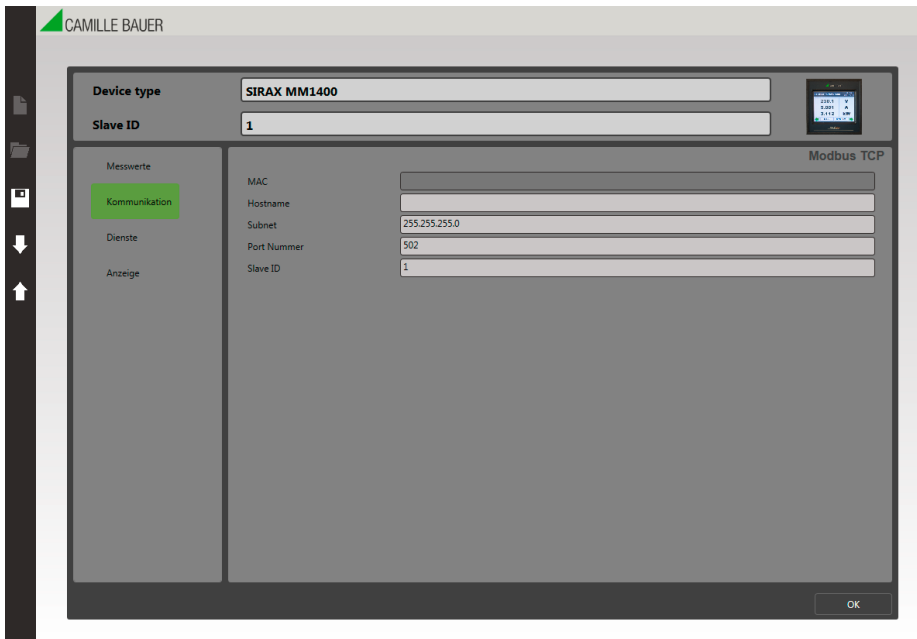 CAMILLE BAUER
Device type
SIRAX MM1400
Slave ID
1
Messwerte
Kommunikation
Dienste
Anzeige
Modbus TCP
MAC
Hostname
Subnet
255.255.255.0
Port Nummer
502
Slave ID
1
OK